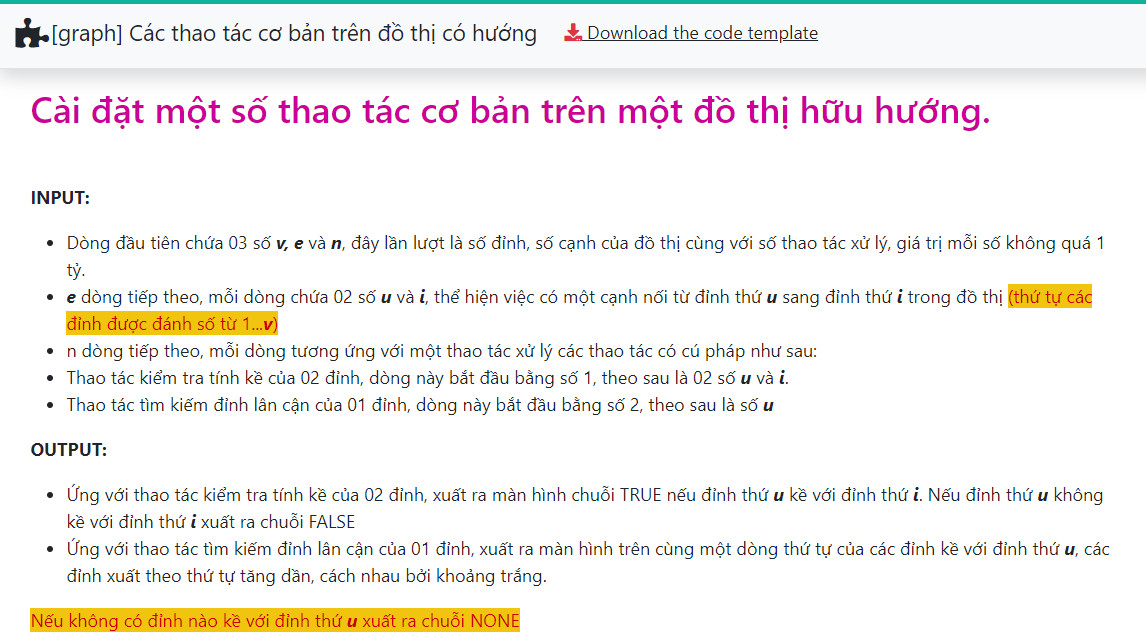 [graph] Các thao tác cơ bản trên đồ thị có hướng Download the code template
Cài đặt một số thao tác cơ bản trên một đồ thị hữu hướng.
INPUT:
Dòng đầu tiên chứa 03 số v, e và n, đây lần lượt là số đỉnh, số cạnh của đồ thị cùng với số thao tác xử lý, giá trị mỗi số không quá 1
tỷ.
e dòng tiếp theo, mỗi dòng chứa 02 số u và i, thể hiện việc có một cạnh nối từ đỉnh thứ u sang đỉnh thứ i trong đồ thị (thứ tự các
đỉnh được đánh số từ 1...v)
n dòng tiếp theo, mỗi dòng tương ứng với một thao tác xử lý các thao tác có cú pháp như sau:
Thao tác kiểm tra tính kề của 02 đỉnh, dòng này bắt đầu bằng số 1, theo sau là 02 số u và i.
Thao tác tìm kiếm đỉnh lân cận của 01 đỉnh, dòng này bắt đầu bằng số 2, theo sau là số u
OUTPUT:
Ứng với thao tác kiểm tra tính kề của 02 đỉnh, xuất ra màn hình chuỗi TRUE nếu đỉnh thứ u kề với đỉnh thứ i. Nếu đỉnh thứ u không
kề với đỉnh thứ i xuất ra chuỗi FALSE
Ứng với thao tác tìm kiếm đỉnh lân cận của 01 đỉnh, xuất ra màn hình trên cùng một dòng thứ tự của các đỉnh kề với đỉnh thứ u, các
đỉnh xuất theo thứ tự tăng dần, cách nhau bởi khoảng trắng.
Nếu không có đỉnh nào kề với đỉnh thứ u xuất ra chuỗi NONE